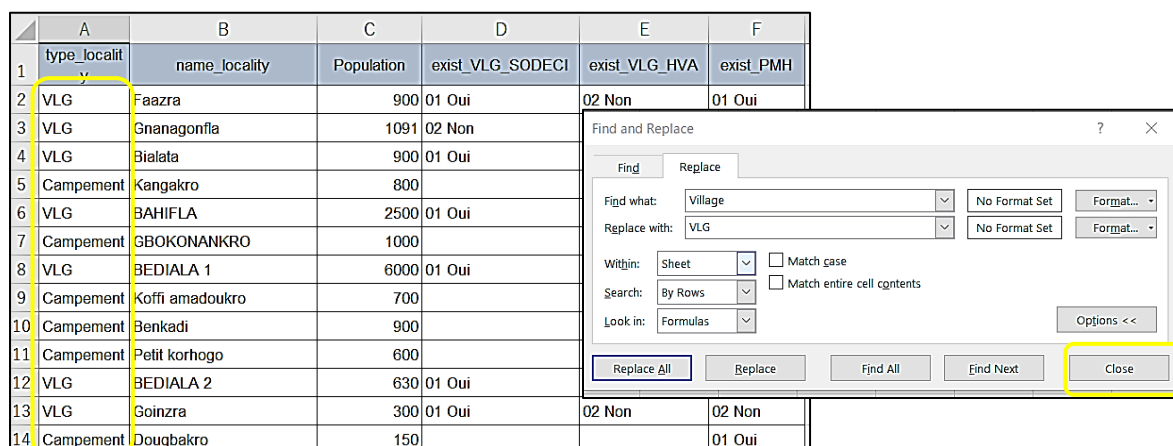 A B C D E F
1 type_localit y name_locality Population exist_VLG_SODECI exist_VLG_HVA exist_PMH
2 VLG Faazra 900 01 Oui 02 Non 01 Oui
3 VLG Gnanagonfla 1091 02 Non
4 VLG Bialata 900 01 Oui
5 Campement Kangakro 800
6 VLG BAHIFLA 2500 01 Oui
7 Campement GBOKONANKRO 1000
8 VLG BEDIALA 1 6000 01 Oui
9 Campement Koffi amadoukro 700
10 Campement Benkadi 900
11 Campement Petit korhogo 600
12 VLG BEDIALA 2 630 01 Oui
13 VLG Goinzra 300 01 Oui 02 Non 02 Non
14 Campement Dougbakro 150 01 Oui
Find and Replace ?
Find Replace
Find what: Village No Format Set Format...
Replace with: VLG No Format Set Format...
Within: Sheet Match case
Search: By Rows Match entire cell contents
Look in: Formulas Options <<
Replace All Replace Find All Find Next Close